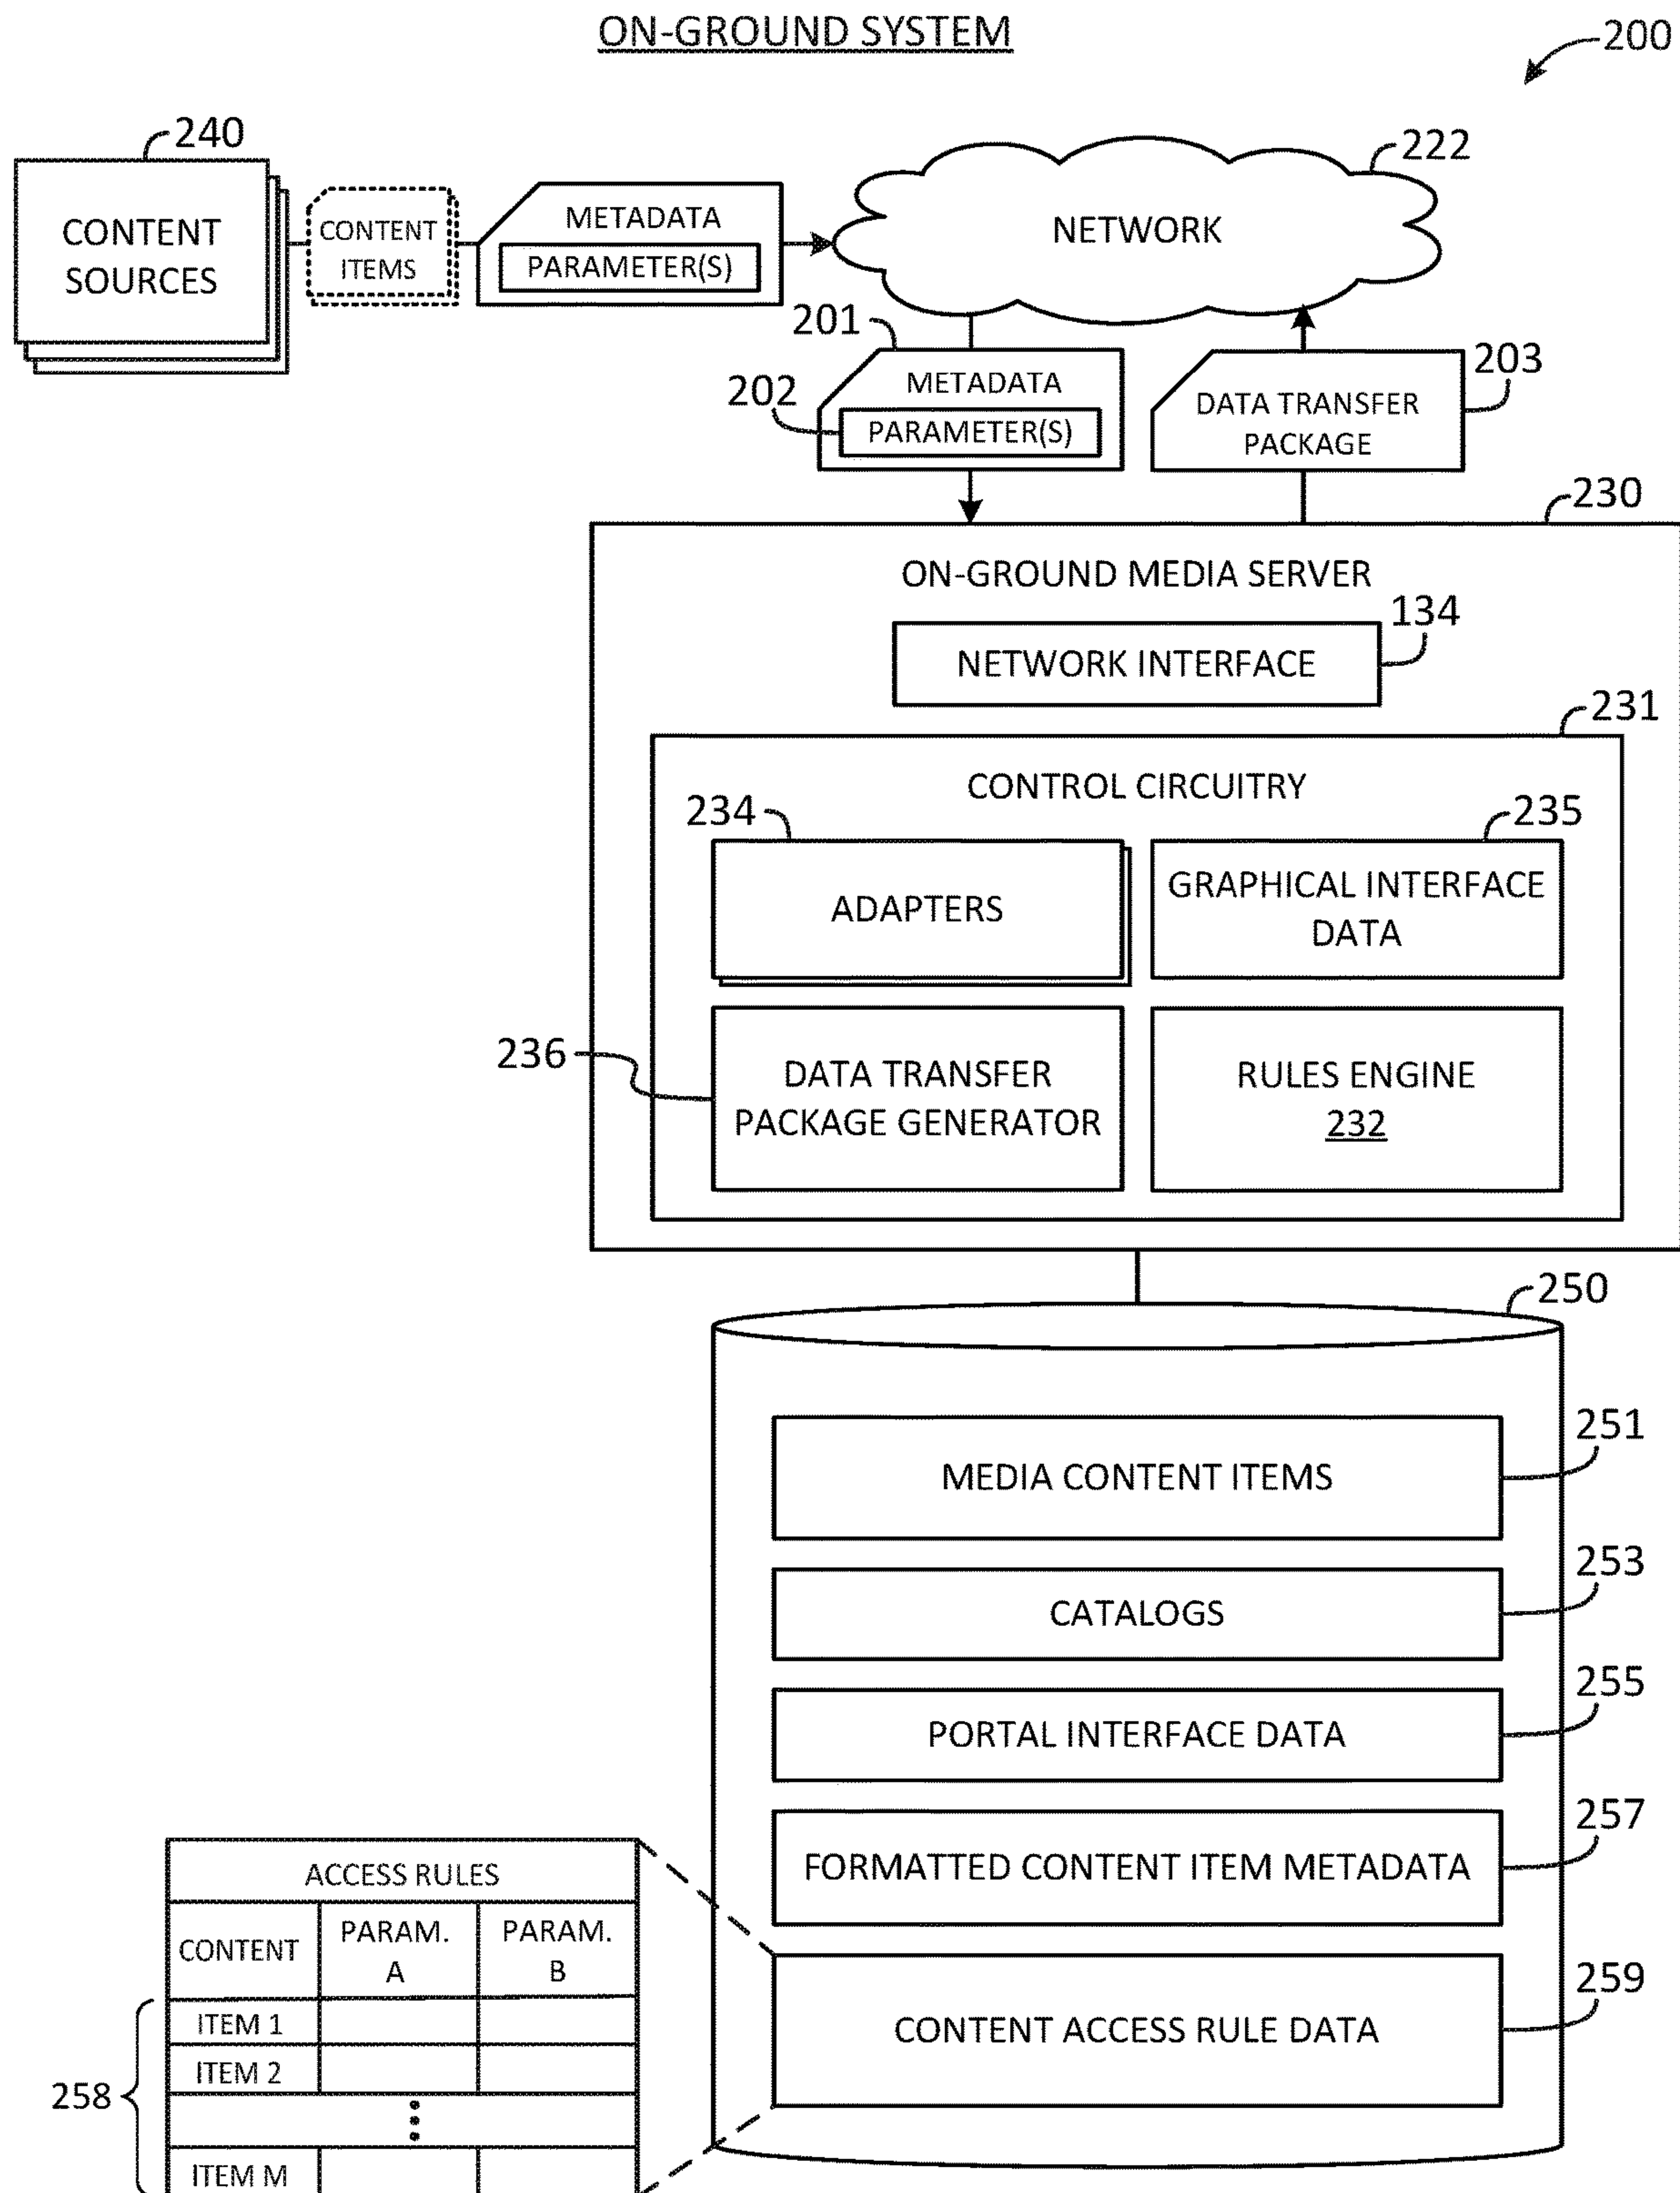 ON-GROUND SYSTEM
200
240
CONTENT
SOURCES
CONTENT
ITEMS
METADATA
PARAMETER(S)
222
NETWORK
201
METADATA
202
PARAMETER(S)
203
DATA TRANSFER
PACKAGE
230
ON-GROUND MEDIA SERVER
134
NETWORK INTERFACE
231
CONTROL CIRCUITRY
234
ADAPTERS
235
GRAPHICAL INTERFACE
DATA
236
DATA TRANSFER
PACKAGE GENERATOR
RULES ENGINE
232
250
251
MEDIA CONTENT ITEMS
253
CATALOGS
255
PORTAL INTERFACE DATA
257
FORMATTED CONTENT ITEM METADATA
259
CONTENT ACCESS RULE DATA
ACCESS RULES
CONTENT
PARAM.
A
PARAM.
B
258
ITEM 1
ITEM 2
ITEM M